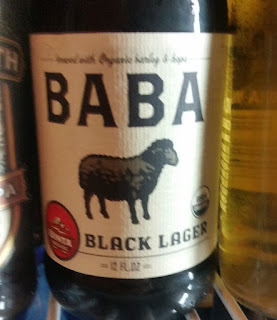 brewed with Organic barley & hops
BABA
BLACK LAGER
12 FL.OZ